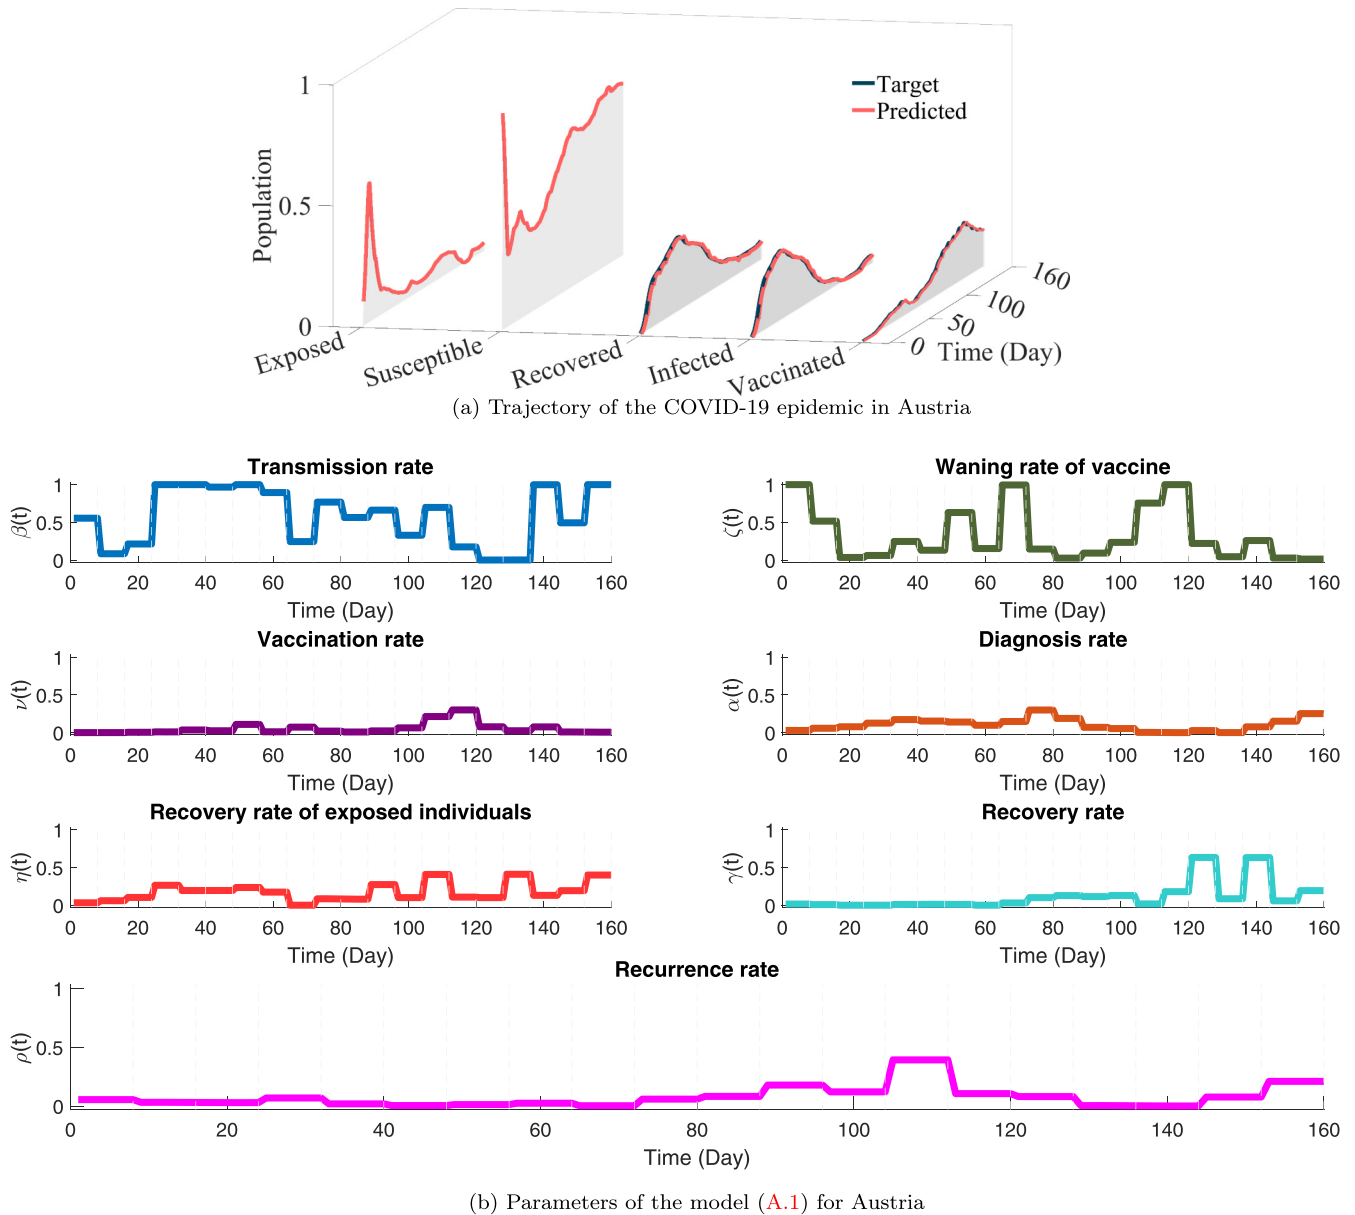 1
0.5
0
Population
Target
Predicted
Exposed
Susceptible
Recovered
Infected
Vaccinated
0
50
100
160
Time (Day)
(a) Trajectory of the COVID-19 epidemic in Austria
Transmission rate
1
0.5
0
β(t)
0 20 40 60 80 100 120 140 160
Time (Day)
Waning rate of vaccine
1
0.5
0
ζ(t)
0 20 40 60 80 100 120 140 160
Time (Day)
Vaccination rate
1
0.5
0
ν(t)
0 20 40 60 80 100 120 140 160
Time (Day)
Diagnosis rate
1
0.5
0
α(t)
0 20 40 60 80 100 120 140 160
Time (Day)
Recovery rate of exposed individuals
1
0.5
0
η(t)
0 20 40 60 80 100 120 140 160
Time (Day)
Recovery rate
1
0.5
0
γ(t)
0 20 40 60 80 100 120 140 160
Time (Day)
Recurrence rate
1
0.5
0
ρ(t)
0 20 40 60 80 100 120 140 160
Time (Day)
(b) Parameters of the model (A.1) for Austria